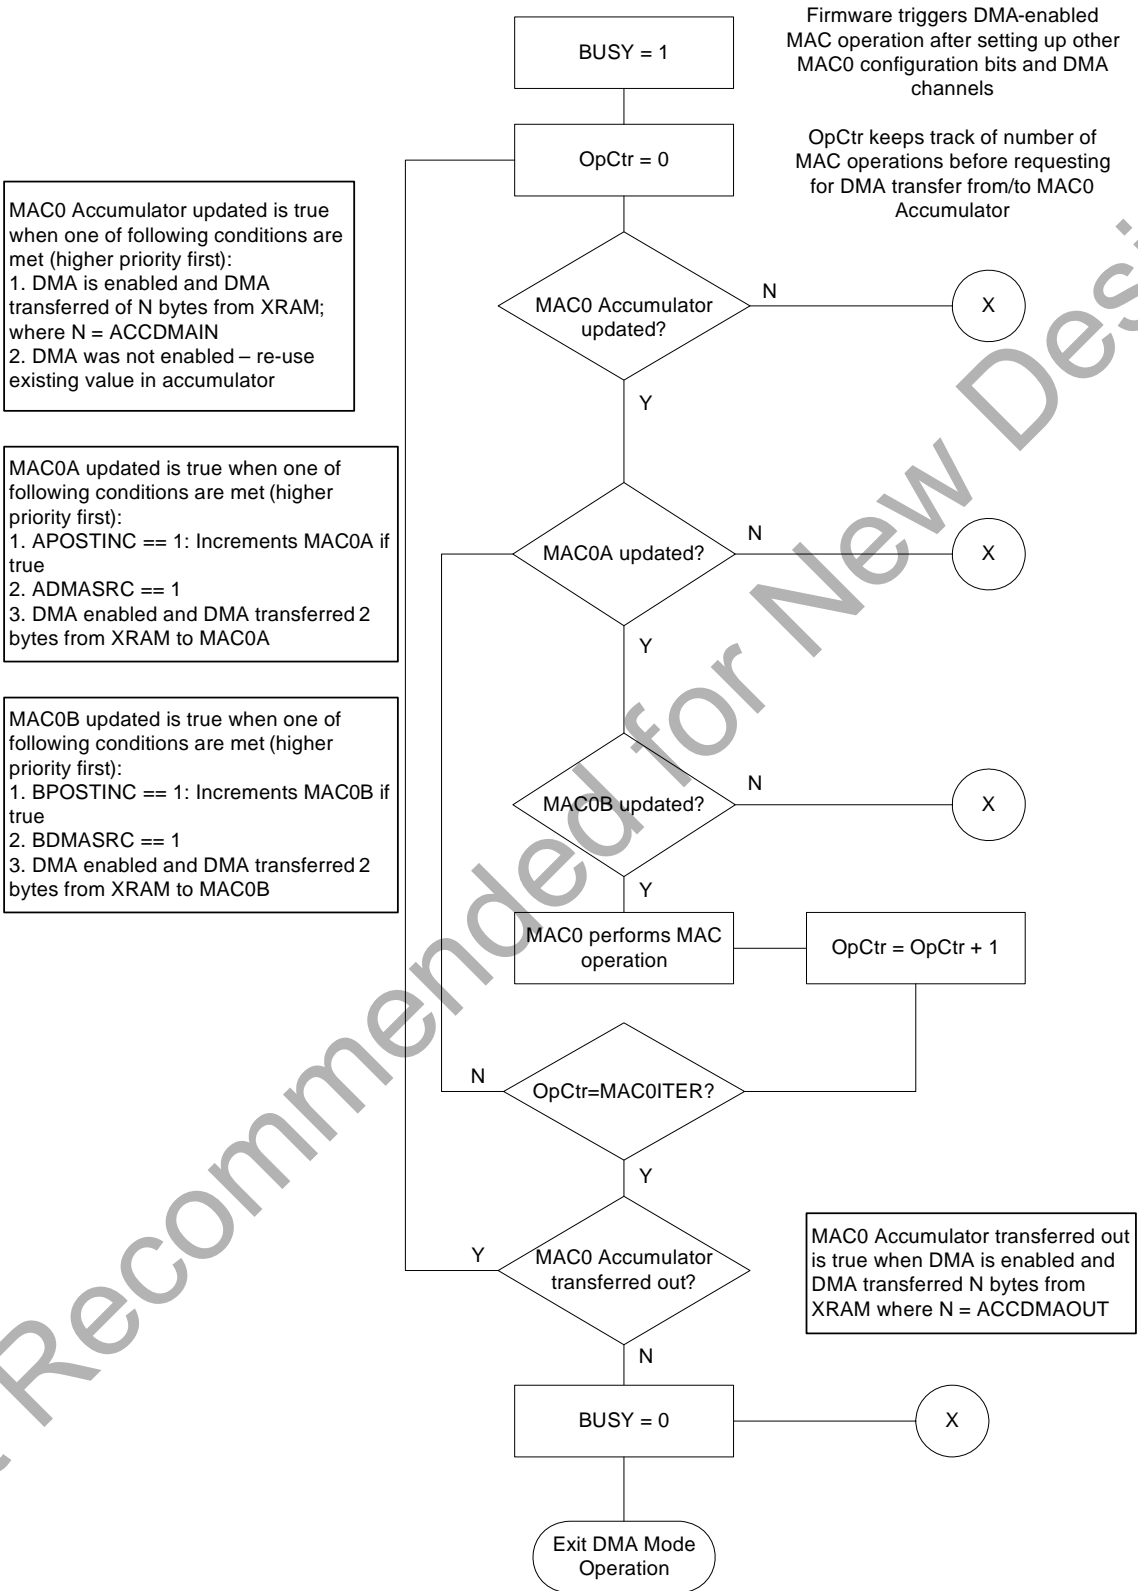 BUSY = 1
Firmware triggers DMA-enabled
MAC operation after setting up other
MAC0 configuration bits and DMA
channels
OpCtr = 0
OpCtr keeps track of number of
MAC operations before requesting
for DMA transfer from/to MAC0
Accumulator
MAC0 Accumulator updated is true
when one of following conditions are
met (higher priority first):
1. DMA is enabled and DMA
transferred of N bytes from XRAM;
where N = ACCDMAIN
2. DMA was not enabled – re-use
existing value in accumulator
MAC0 Accumulator
updated?
N
X
Y
MAC0A updated is true when one of
following conditions are met (higher
priority first):
1. APOSTINC == 1: Increments MAC0A if
true
2. ADMASRC == 1
3. DMA enabled and DMA transferred 2
bytes from XRAM to MAC0A
MAC0A updated?
N
X
Y
MAC0B updated is true when one of
following conditions are met (higher
priority first):
1. BPOSTINC == 1: Increments MAC0B if
true
2. BDMASRC == 1
3. DMA enabled and DMA transferred 2
bytes from XRAM to MAC0B
MAC0B updated?
N
X
Y
MAC0 performs MAC
operation
OpCtr = OpCtr + 1
N
OpCtr=MAC0ITER?
Y
Y
MAC0 Accumulator
transferred out?
MAC0 Accumulator transferred out
is true when DMA is enabled and
DMA transferred N bytes from
XRAM where N = ACCDMAOUT
N
BUSY = 0
X
Exit DMA Mode
Operation
Recommended for New Desi